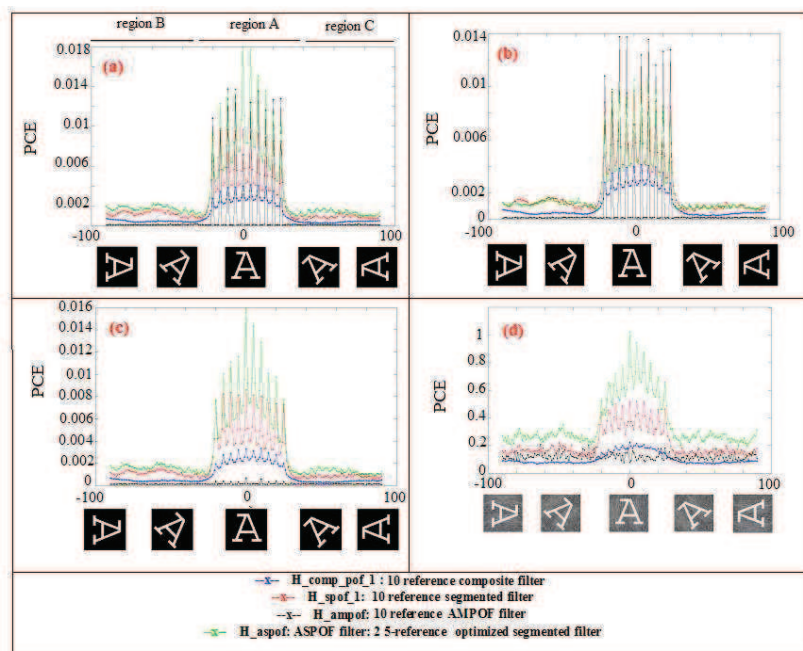 region B region A region C
(a)
PCE
0.018
0.014
0.01
0.006
0.002
-100 0 100
A A A A A
(b)
PCE
0.014
0.01
0.006
0.002
0
-100 0 100
A A A A A
(c)
PCE
0.016
0.014
0.012
0.01
0.008
0.006
0.004
0.002
0
-100 0 100
A A A A A
(d)
PCE
1
0.8
0.6
0.4
0.2
0
-100 0 100
A A A A A
H_comp_pof_1 : 10 reference composite filter
H_spof_1: 10 reference segmented filter
H_ampof: 10 reference AMPOF filter
H_aspof: ASPOF filter: 2 5-reference optimized segmented filter